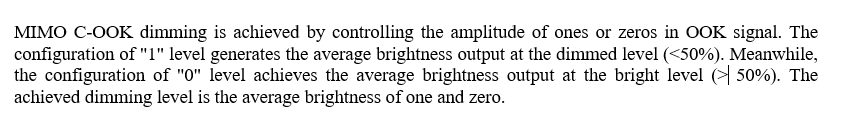 MIMO C-OOK dimming is achieved by controlling the amplitude of ones or zeros in OOK signal. The
configuration of "1" level generates the average brightness output at the dimmed level (<50%). Meanwhile,
the configuration of "0" level achieves the average brightness output at the bright level (> 50%). The
achieved dimming level is the average brightness of one and zero.